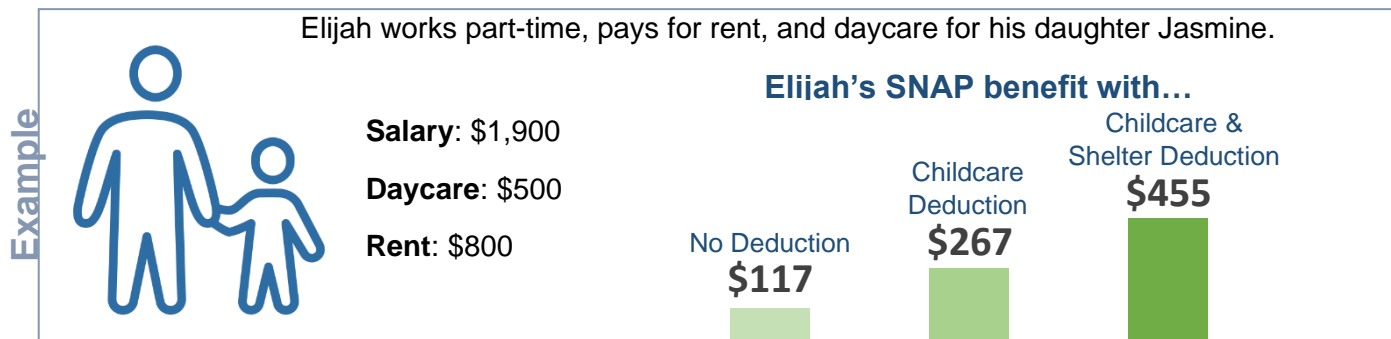 Example
Elijah works part-time, pays for rent, and daycare for his daughter Jasmine.
Salary: $1,900
Daycare: $500
Rent: $800
Elijah’s SNAP benefit with…
No Deduction
$117
Childcare
Deduction
$267
Childcare &
Shelter Deduction
$455